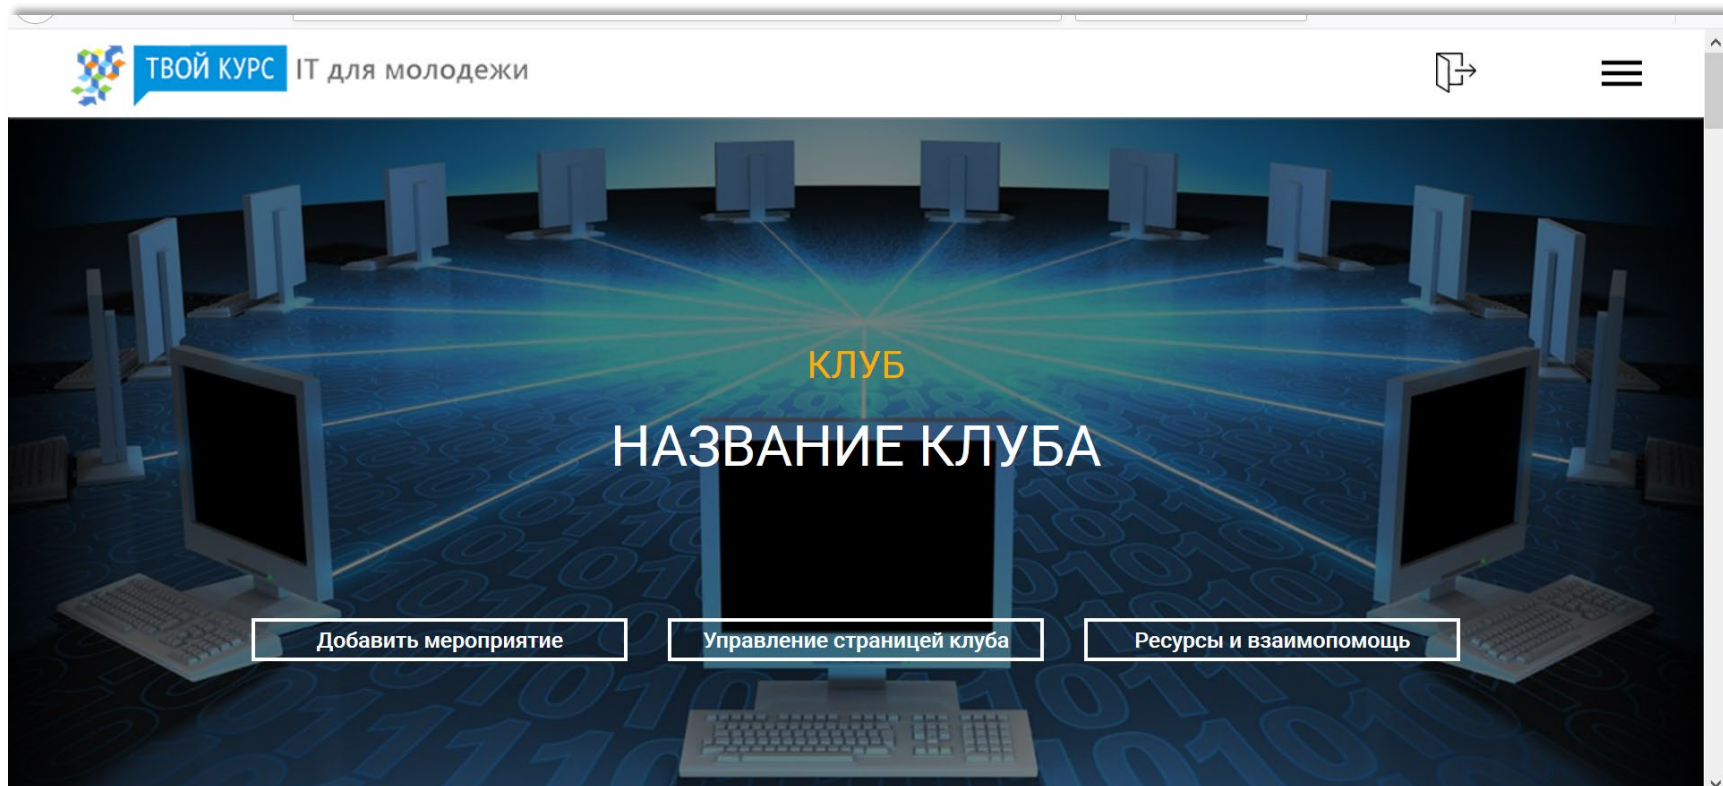 ТВОЙ КУРС IT для молодежи
КЛУБ
НАЗВАНИЕ КЛУБА
Добавить мероприятие
Управление страницей клуба
Ресурсы и взаимопомощь